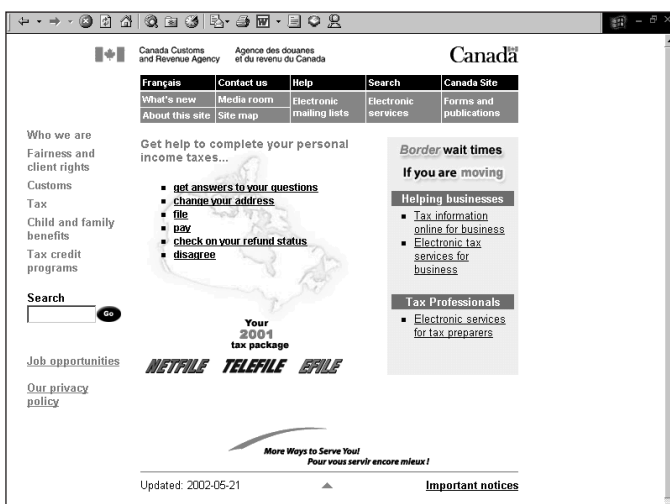 Canada Customs
and Revenue Agency
Agence des douanes
et du revenu du Canada
Canada
Français
Contact us
Help
Search
Canada Site
What's new
Media room
Electronic
mailing lists
Electronic
services
Forms and
publications
About this site
Site map
Who we are
Fairness and
client rights
Customs
Tax
Child and family
benefits
Tax credit
programs
Search
Go
Job opportunities
Our privacy
policy
Get help to complete your personal
income taxes...
get answers to your questions
change your address
file
pay
check on your refund status
disagree
Your
2001
tax package
NETFILE
TELEFILE
EFILE
Border wait times
If you are moving
Helping businesses
Tax information
online for business
Electronic tax
services for
business
Tax Professionals
Electronic services
for tax preparers
More Ways to Serve You!
Pour vous servir encore mieux !
Updated: 2002-05-21
Important notices